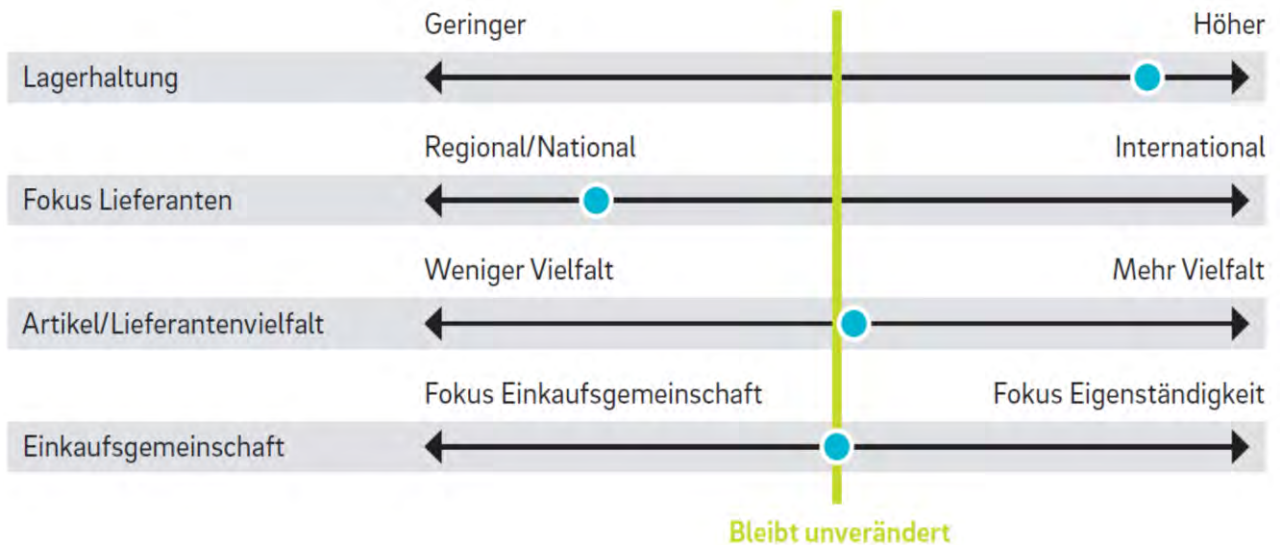 Geringer Höher
Lagerhaltung
Regional/National International
Fokus Lieferanten
Weniger Vielfalt Mehr Vielfalt
Artikel/Lieferantenvielfalt
Fokus Einkaufsgemeinschaft Fokus Eigenständigkeit
Einkaufsgemeinschaft
Bleibt unverändert